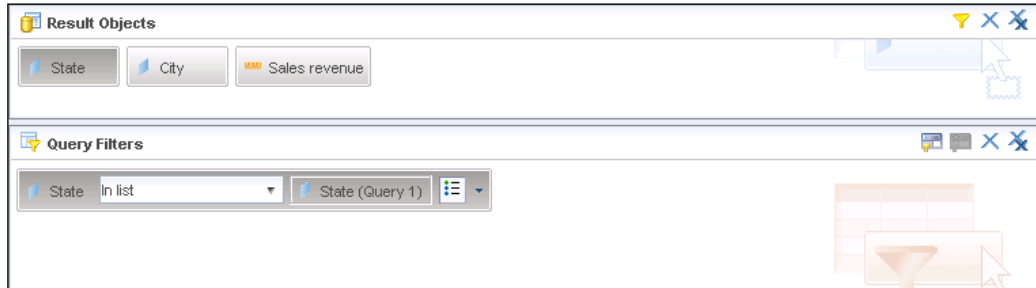 Result Objects
State City Sales revenue
Query Filters
State In list State (Query 1)